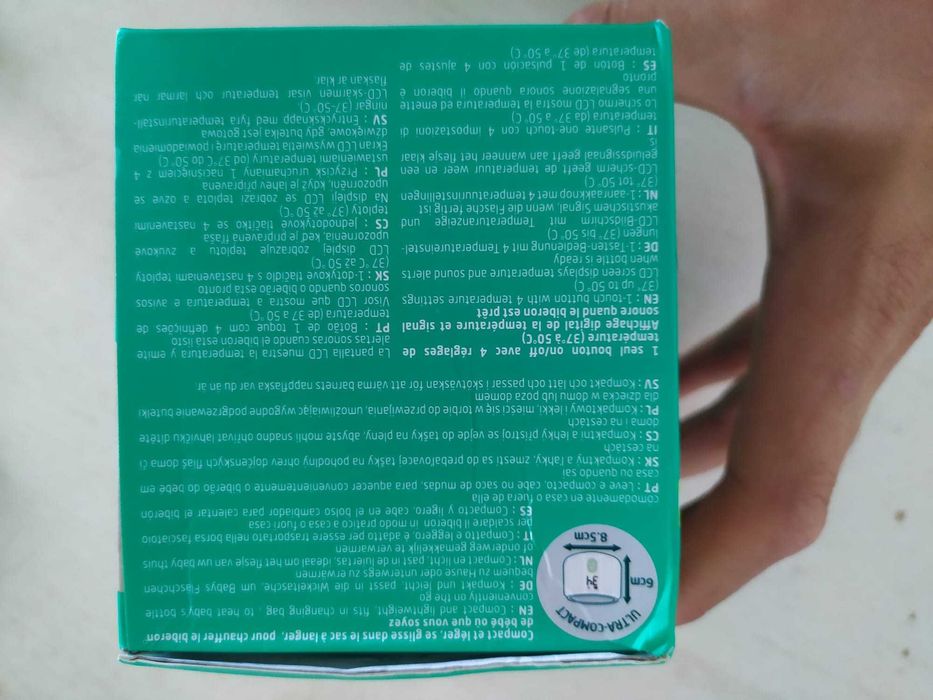 Compact et léger, se glisse dans le sac à langer, pour chauffer le biberon
de bébé où que vous soyez
EN : Compact and lightweight, fits in changing bag , to heat baby's bottle
conveniently on the go
DE : Kompakt und leicht, passt in die Wickeltasche, um Babys Fläschchen
bequem zu Hause oder unterwegs zu erwärmen
NL : Compact en licht, past in de luiertas, ideaal om het flesje van uw baby thuis
of onderweg gemakkelijk te verwarmen
IT : Compatto e leggero, è adatto per essere trasportato nella borsa fasciatoio
per scaldare il biberon in modo pratico a casa o fuori casa
ES : Compacto y ligero, cabe en el bolso cambiador para calentar el biberón
cómodamente en casa o fuera de ella
PT : Leve e compacto, cabe no saco de mudas, para aquecer convenientemente o biberão do bebé em
casa ou quando sai
SK : Kompaktný a ľahký, zmestí sa do prebaľovacej tašky na pohodlný ohrev dojčenských fliaš doma či
na cestách
CS : Kompaktní a lehký přístroj se vejde do tašky na pleny, abyste mohli snadno ohřívat lahvičku dítěte
doma i na cestách
PL : Kompaktowy i lekki, mieści się w torbie do przewijania, umożliwiając wygodne podgrzewanie butelki
dla dziecka w domu lub poza domem
SV : Kompakt och lätt och passar i skötväskan för att värma barnets nappflaska var du än är
ULTRA-COMPACT
34
6cm
8.5cm
1 seul bouton on/off avec 4 réglages de
température (37°à 50°C)
Affichage digital de la température et signal
sonore quand le biberon est prêt
EN : 1-touch button with 4 temperature settings
(37° up to 50°C)
LCD screen displays temperature and sound alerts
when bottle is ready
DE : 1-Tasten-Bedienung mit 4 Temperatureinstel-
lungen (37° bis 50°C)
LCD-Bildschirm mit Temperaturanzeige und
akustischem Signal, wenn die Flasche fertig ist
NL : 1-aanraakknop met 4 temperatuurinstellingen
(37° tot 50°C)
LCD-scherm geeft de temperatuur weer en een
geluidssignaal geeft aan wanneer het flesje klaar
is
IT : Pulsante one-touch con 4 impostazioni di
temperatura (da 37° a 50°C)
Lo schermo LCD mostra la temperatura ed emette
una segnalazione sonora quando il biberon è
pronto
ES : Botón de 1 pulsación con 4 ajustes de
temperatura (de 37° a 50°C)
La pantalla LCD muestra la temperatura y emite
alertas sonoras cuando el biberón está listo
PT : Botão de 1 toque com 4 definições de
temperatura (de 37 a 50°C)
Visor LCD que mostra a temperatura e avisos
sonoros quando o biberão está pronto
SK : 1-dotykové tlačidlo s 4 nastaveniami teploty
(37°C až 50°C)
LCD displej zobrazuje teplotu a zvukové
upozornenia, keď je pripravená fľaša
CS : Jednodotykové tlačítko se 4 nastaveními
teploty (37° až 50°C)
Na displeji LCD se zobrazí teplota a ozve se
upozornění, když je lahev připravena
PL : Przycisk uruchamiany 1 naciśnięciem z 4
ustawieniami temperatury (od 37°C do 50°C)
Ekran LCD wyświetla temperaturę i powiadomienia
dźwiękowe, gdy butelka jest gotowa
SV : Entrycksknapp med fyra temperaturinställ-
ningar (37-50°C).
LCD-skärmen visar temperatur och larmar när
flaskan är klar.